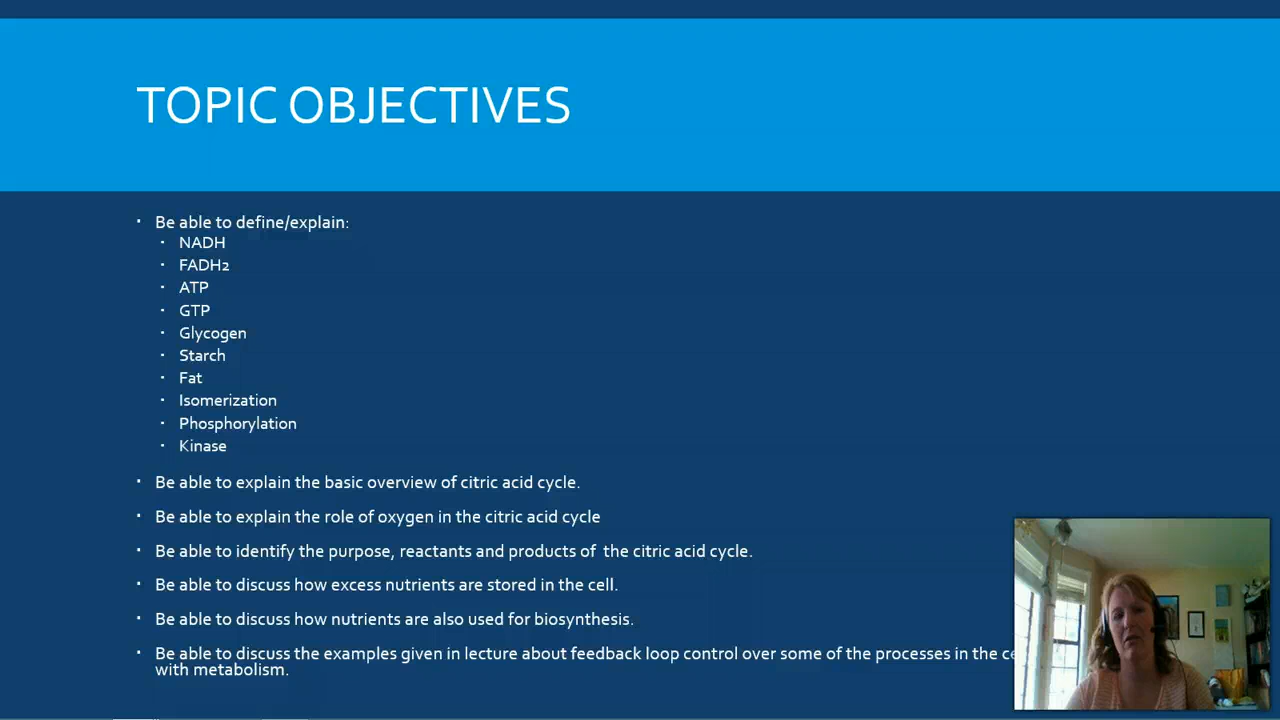 TOPIC OBJECTIVES
Be able to define/explain:
NADH
FADH2
ATP
GTP
Glycogen
Starch
Fat
Isomerization
Phosphorylation
Kinase
Be able to explain the basic overview of citric acid cycle.
Be able to explain the role of oxygen in the citric acid cycle
Be able to identify the purpose, reactants and products of the citric acid cycle.
Be able to discuss how excess nutrients are stored in the cell.
Be able to discuss how nutrients are also used for biosynthesis.
Be able to discuss the examples given in lecture about feedback loop control over some of the processes in the
with metabolism.